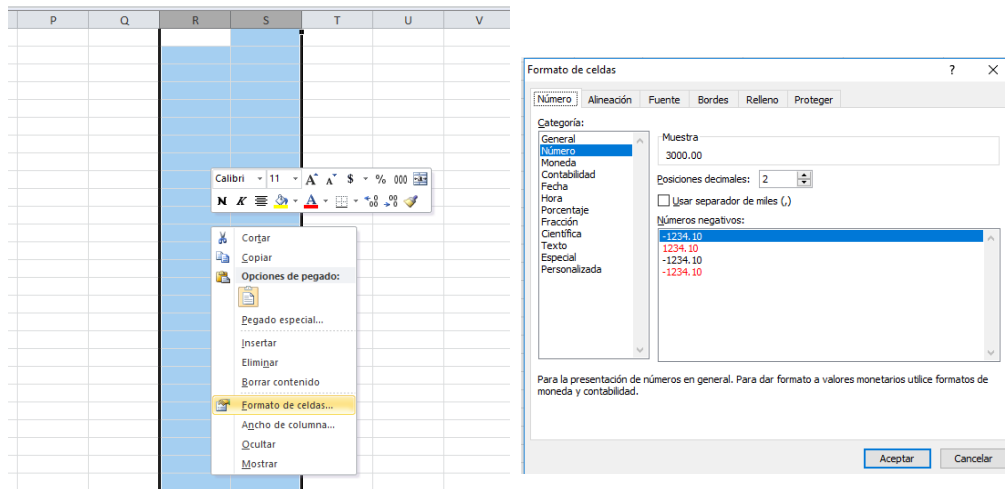 P Q R S T U V
Calibri 11 A A $ % 000
N K A
Cortar
Copiar
Opciones de pegado:
Pegado especial...
Insertar
Eliminar
Borrar contenido
Formato de celdas...
Ancho de columna...
Ocultar
Mostrar
Formato de celdas ? X
Número Alineación Fuente Bordes Relleno Proteger
Categoría:
General
Número
Moneda
Contabilidad
Fecha
Hora
Porcentaje
Fracción
Científica
Texto
Especial
Personalizada
Muestra
3000.00
Posiciones decimales: 2
Usar separador de miles (,)
Números negativos:
-1234.10
1234.10
-1234.10
-1234.10
Para la presentación de números en general. Para dar formato a valores monetarios utilice formatos de
moneda y contabilidad.
Aceptar Cancelar